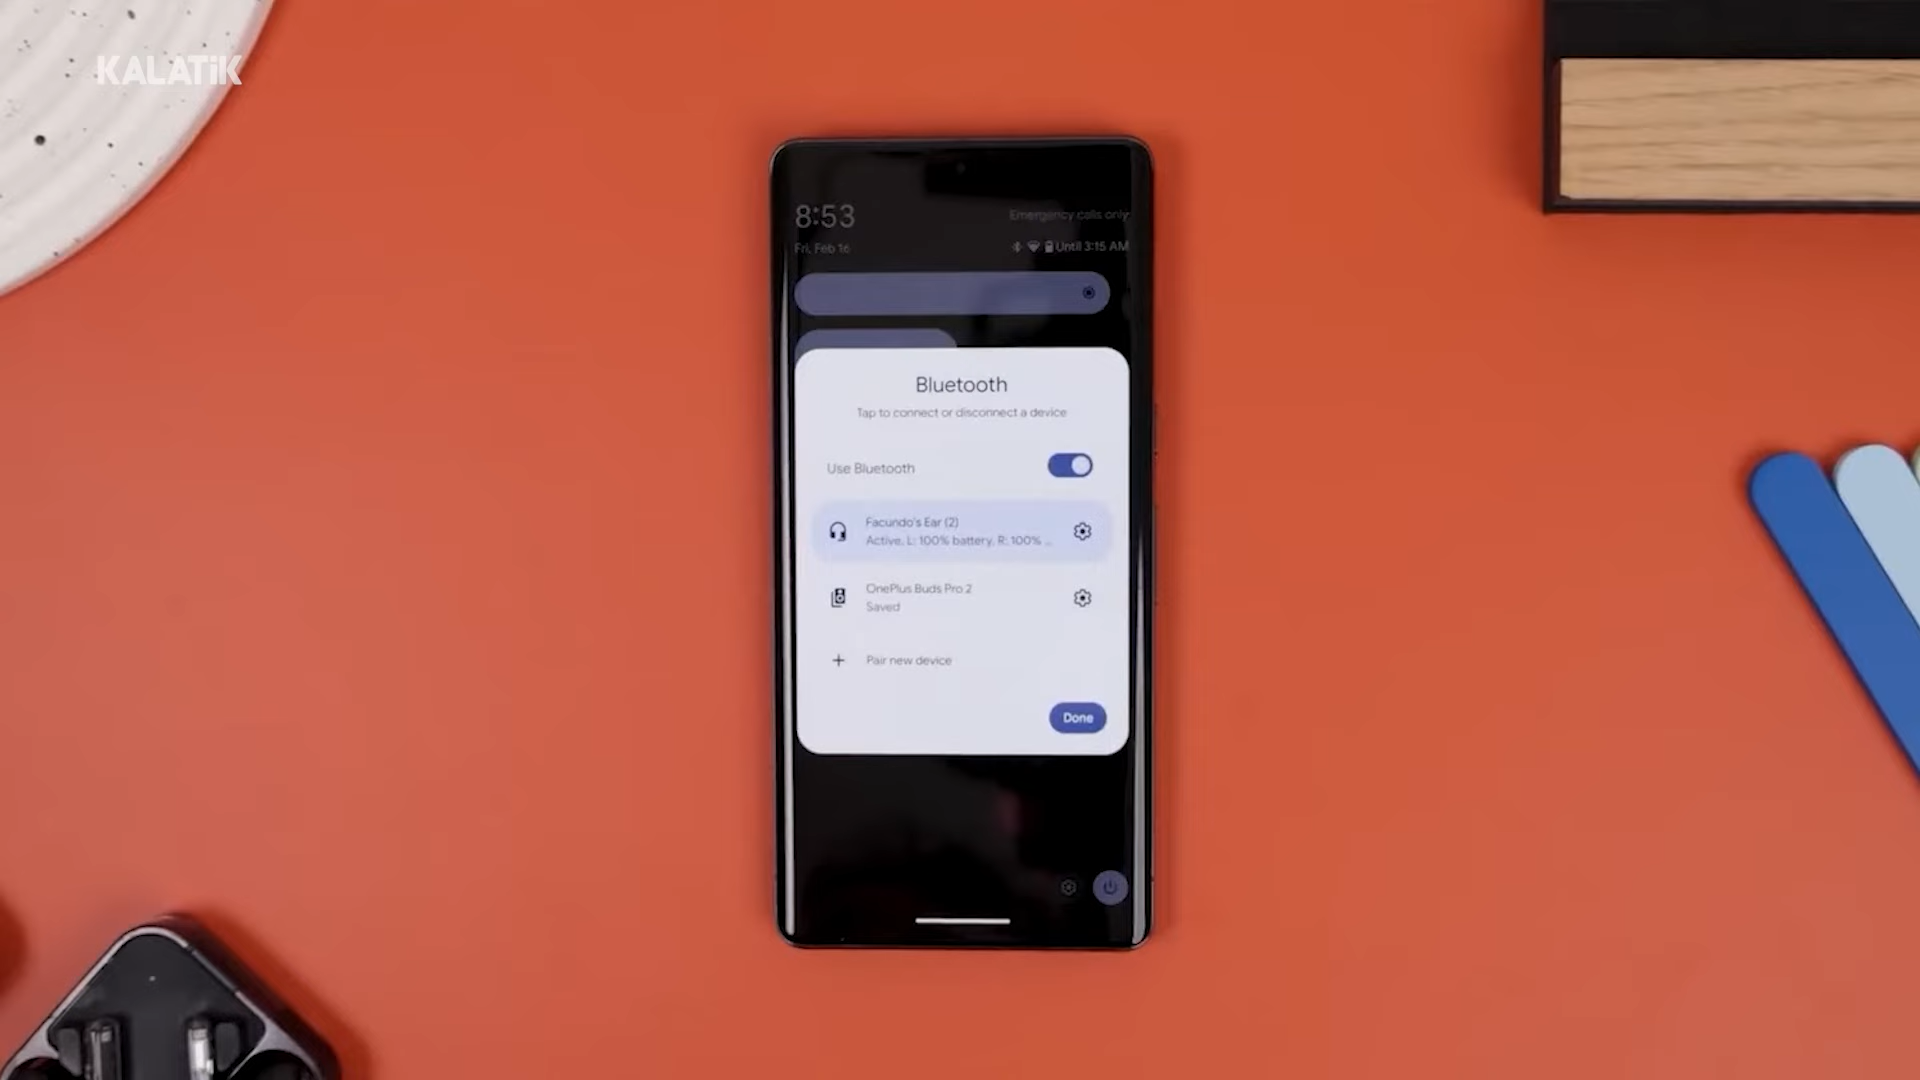 KALATiK
8:53
Emergency calls only
Fri, Feb 16
Until 3:15 AM
Bluetooth
Tap to connect or disconnect a device
Use Bluetooth
Facundo's Ear (2)
Active, L: 100% battery, R: 100% ...
OnePlus Buds Pro 2
Saved
Pair new device
Done